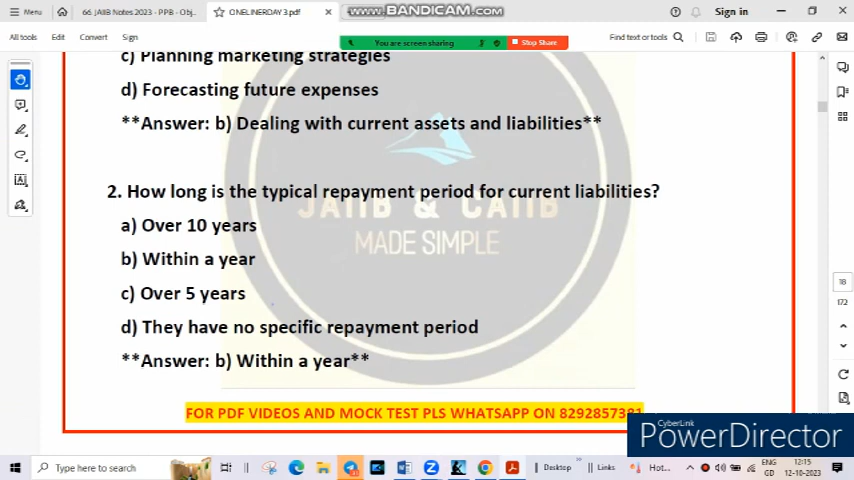 www.BANDICAM.com
Menu
66. JAIIB Notes 2023 - PPB - Obj...
ONELINERDAY 3.pdf
Sign in
All tools Edit Convert Sign
You are screen sharing
Stop Share
Find text or tools
c) Planning marketing strategies
d) Forecasting future expenses
**Answer: b) Dealing with current assets and liabilities**
2. How long is the typical repayment period for current liabilities?
JAIIB & CAIIB
MADE SIMPLE
a) Over 10 years
b) Within a year
c) Over 5 years
d) They have no specific repayment period
**Answer: b) Within a year**
18
172
FOR PDF VIDEOS AND MOCK TEST PLS WHATSAPP ON
CyberLink
PowerDirector
Type here to search
Desktop
Links
Hot...
ENG
GD
12:15
12-10-2023